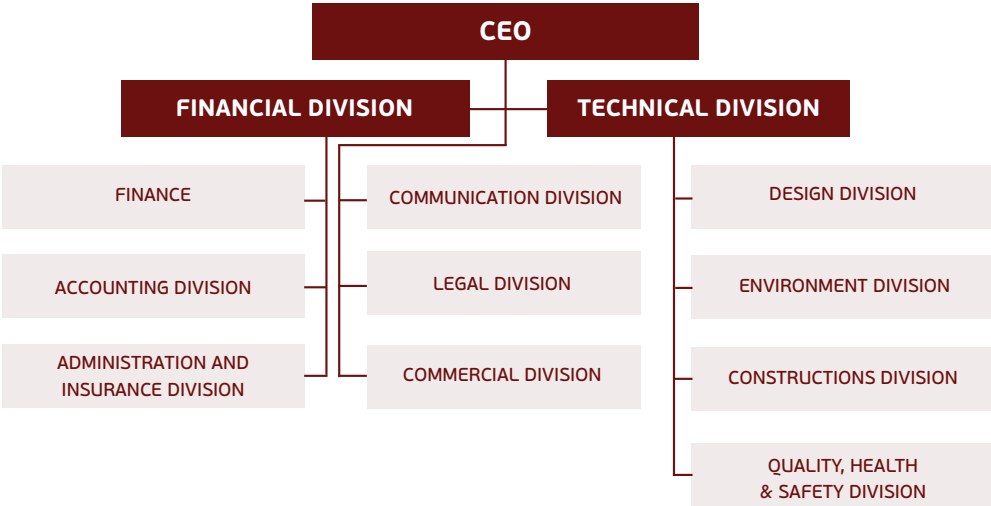 CEO
FINANCIAL DIVISION
TECHNICAL DIVISION
FINANCE
COMMUNICATION DIVISION
DESIGN DIVISION
ACCOUNTING DIVISION
LEGAL DIVISION
ENVIRONMENT DIVISION
ADMINISTRATION AND
INSURANCE DIVISION
COMMERCIAL DIVISION
CONSTRUCTIONS DIVISION
QUALITY, HEALTH
& SAFETY DIVISION